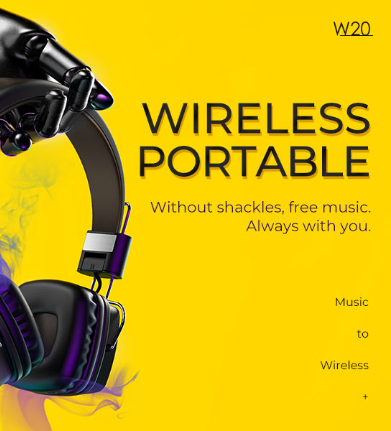 W20
WIRELESS
PORTABLE
Without shackles, free music.
Always with you.
Music
to
Wireless
+